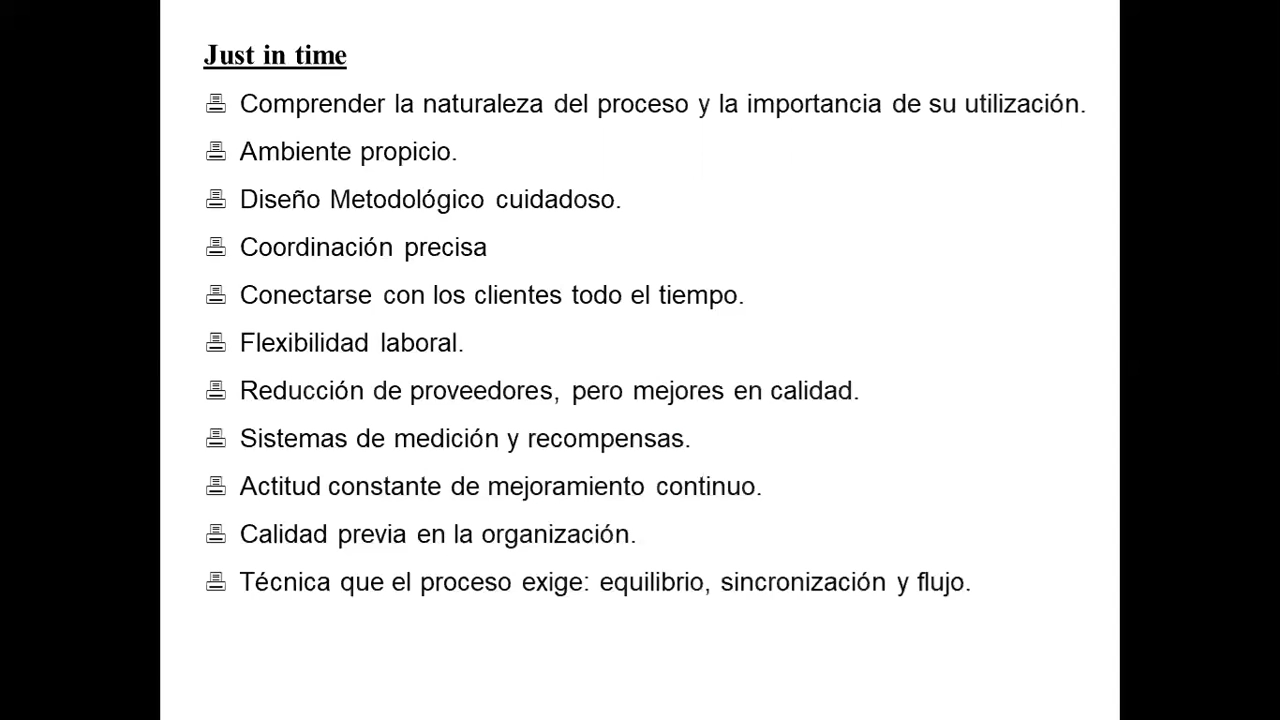 Just in time
Comprender la naturaleza del proceso y la importancia de su utilización.
Ambiente propicio.
Diseño Metodológico cuidadoso.
Coordinación precisa
Conectarse con los clientes todo el tiempo.
Flexibilidad laboral.
Reducción de proveedores, pero mejores en calidad.
Sistemas de medición y recompensas.
Actitud constante de mejoramiento continuo.
Calidad previa en la organización.
Técnica que el proceso exige: equilibrio, sincronización y flujo.